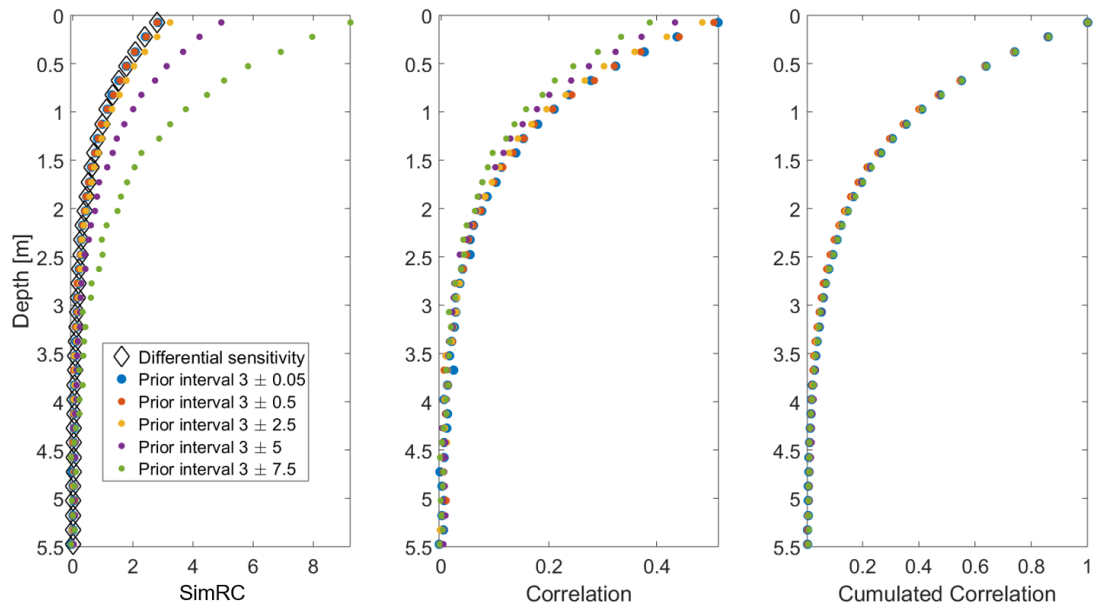 0
0.5
1
1.5
2
2.5
3
3.5
4
4.5
5
5.5
Depth [m]
0 2 4 6 8
SimRC
Differential sensitivity
Prior interval 3 ± 0.05
Prior interval 3 ± 0.5
Prior interval 3 ± 2.5
Prior interval 3 ± 5
Prior interval 3 ± 7.5
0
0.5
1
1.5
2
2.5
3
3.5
4
4.5
5
5.5
0 0.2 0.4
Correlation
0
0.5
1
1.5
2
2.5
3
3.5
4
4.5
5
5.5
0.2 0.4 0.6 0.8 1
Cumulated Correlation